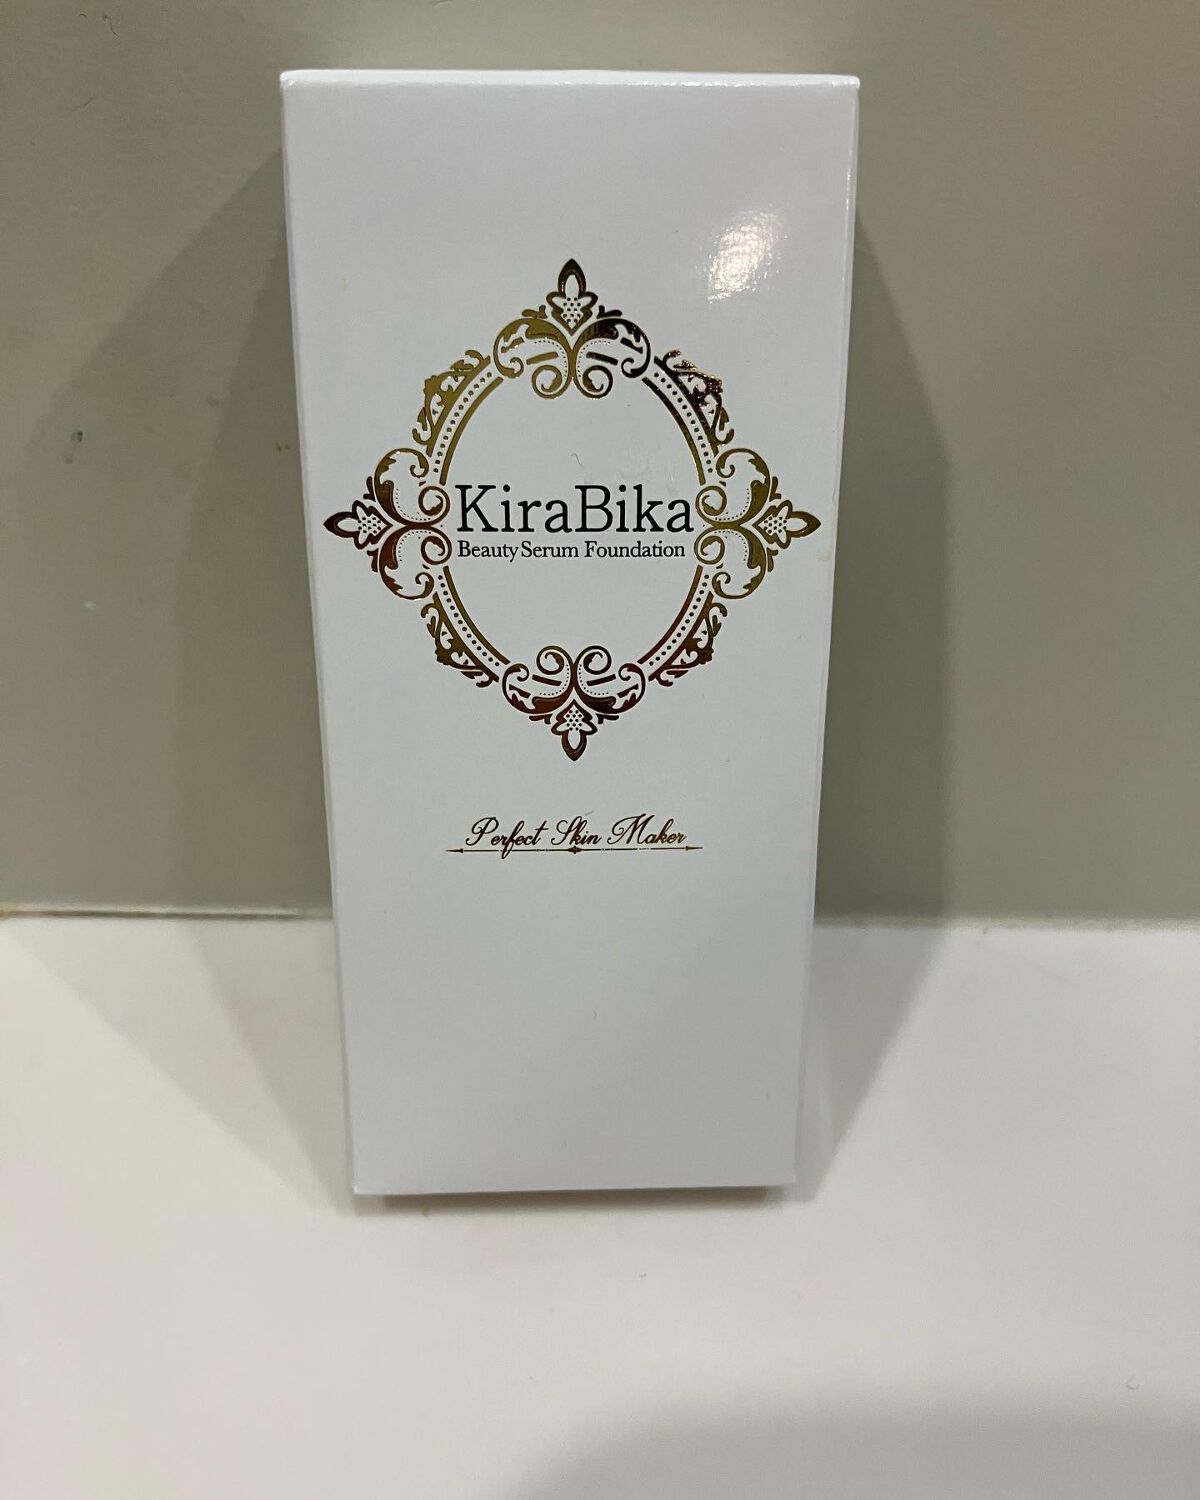 KiraBika
Beauty Serum Foundation
Perfect Skin Maker